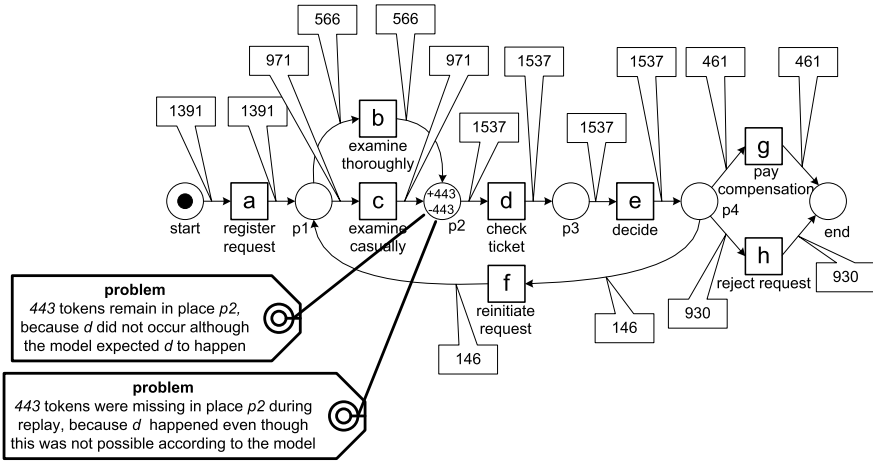 566
566
971
971
1537
1537
461
461
1391
1391
1537
1537
b
examine
thoroughly
g
pay
compensation
a
register
request
start
p1
c
examine
casually
+443
-443
p2
d
check
ticket
p3
e
decide
p4
end
h
reject request
f
reinitiate
request
930
930
146
146
problem
443 tokens remain in place p2,
because d did not occur although
the model expected d to happen
problem
443 tokens were missing in place p2 during
replay, because d happened even though
this was not possible according to the model